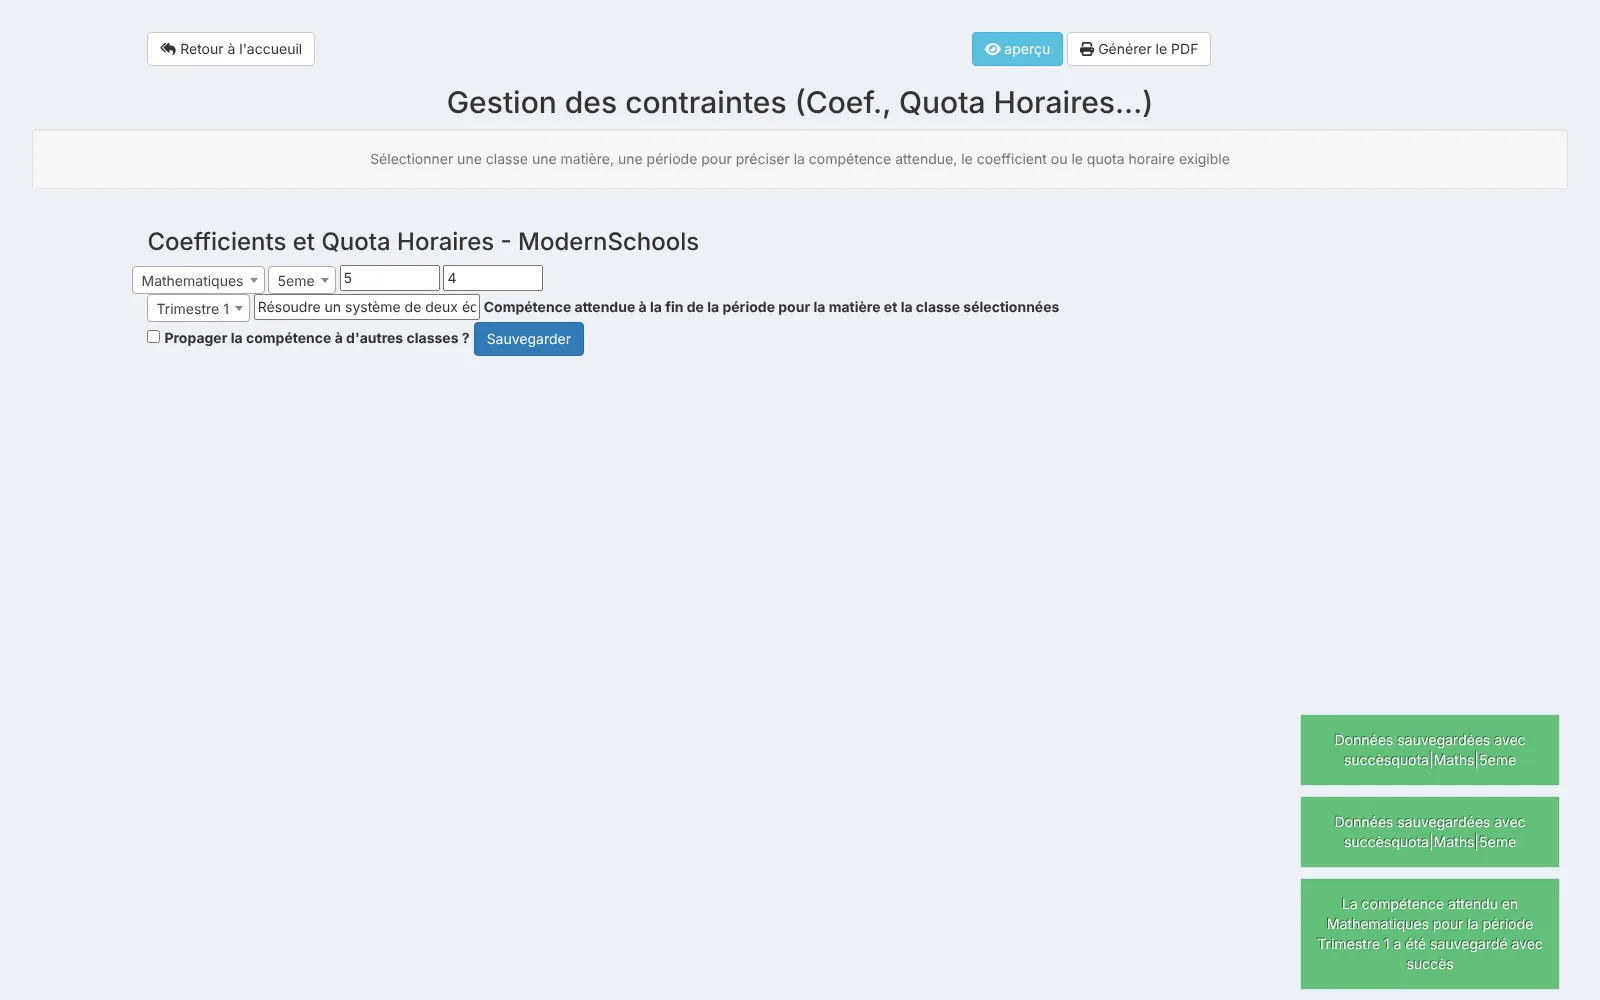 Retour à l'accueuil
aperçu
Générer le PDF
Gestion des contraintes (Coef., Quota Horaires...)
Sélectionner une classe une matière, une période pour préciser la compétence attendue, le coefficient ou le quota horaire exigible
Coefficients et Quota Horaires - ModernSchools
Mathematiques 5eme 5 4
Trimestre 1 Résoudre un système de deux éc Compétence attendue à la fin de la période pour la matière et la classe sélectionnées
Propager la compétence à d'autres classes ? Sauvegarder
Données sauvegardées avec
succèsquota|Maths|5eme
Données sauvegardées avec
succèsquota|Maths|5eme
La compétence attendu en
Mathematiques pour la période
Trimestre 1 a été sauvegardé avec
succès